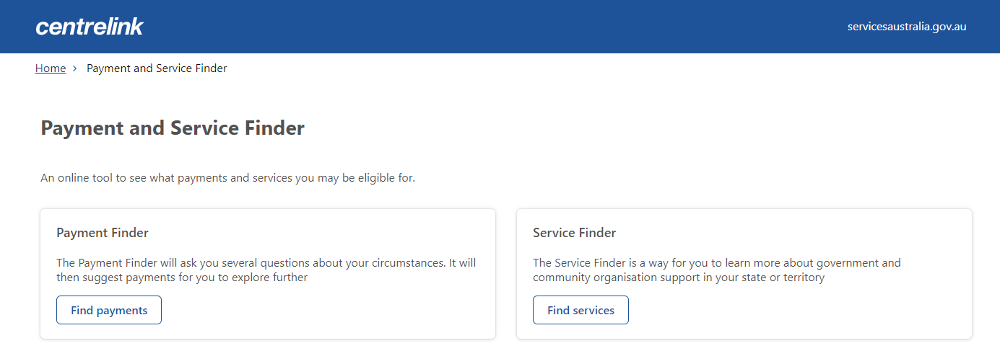 centrelink
servicesaustralia.gov.au
Home > Payment and Service Finder
Payment and Service Finder
An online tool to see what payments and services you may be eligible for.
Payment Finder
The Payment Finder will ask you several questions about your circumstances. It will
then suggest payments for you to explore further
Find payments
Service Finder
The Service Finder is a way for you to learn more about government and
community organisation support in your state or territory
Find services